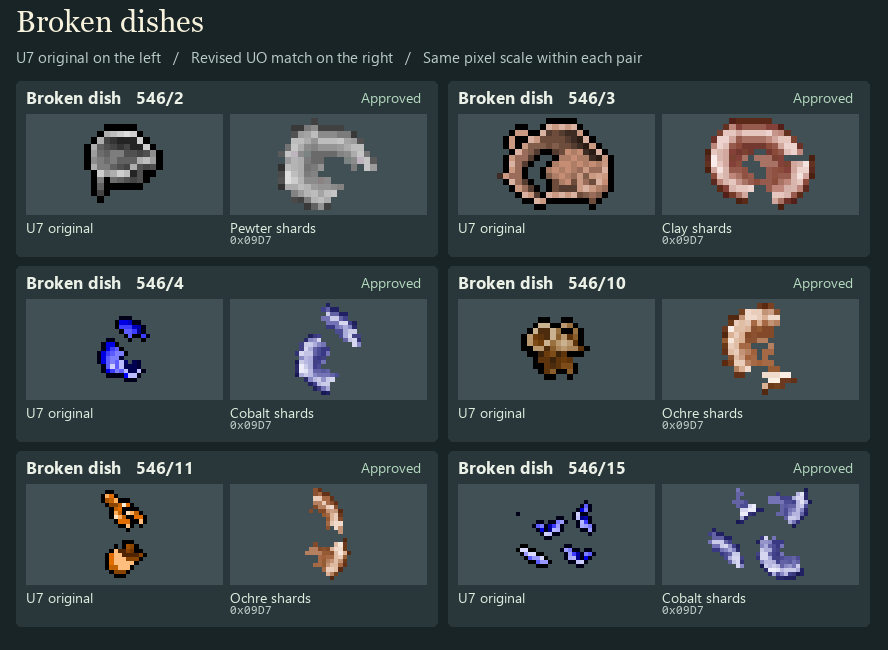 Broken dishes
U7 original on the left / Revised UO match on the right / Same pixel scale within each pair
Broken dish 546/2 Approved
U7 original
Pewter shards
0x09D7
Broken dish 546/3 Approved
U7 original
Clay shards
0x09D7
Broken dish 546/4 Approved
U7 original
Cobalt shards
0x09D7
Broken dish 546/10 Approved
U7 original
Ochre shards
0x09D7
Broken dish 546/11 Approved
U7 original
Ochre shards
0x09D7
Broken dish 546/15 Approved
U7 original
Cobalt shards
0x09D7